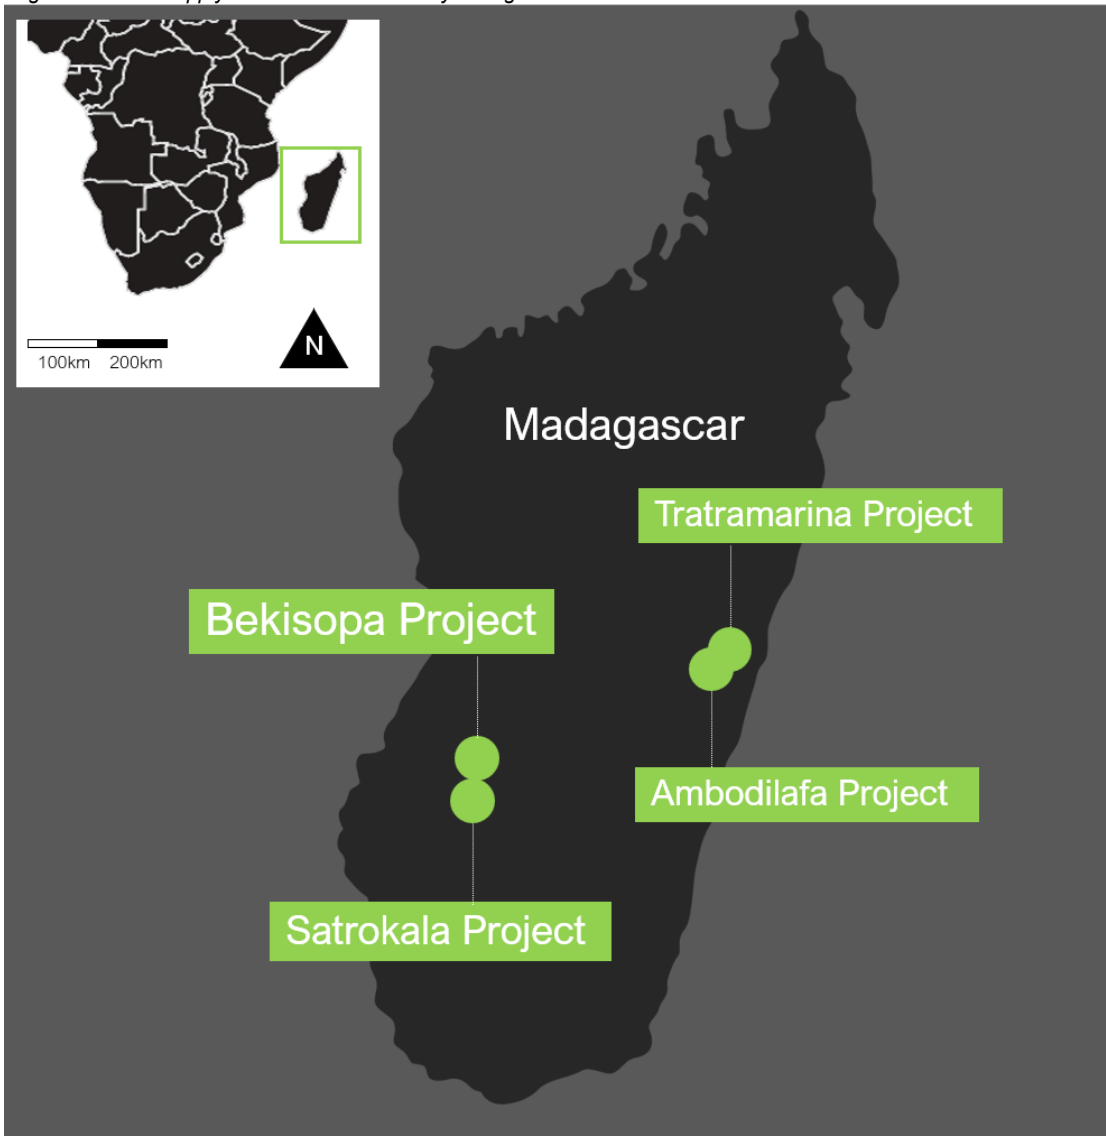 N
100km 200km
Madagascar
Tratramarina Project
Bekisopa Project
Ambodilafa Project
Satrokala Project